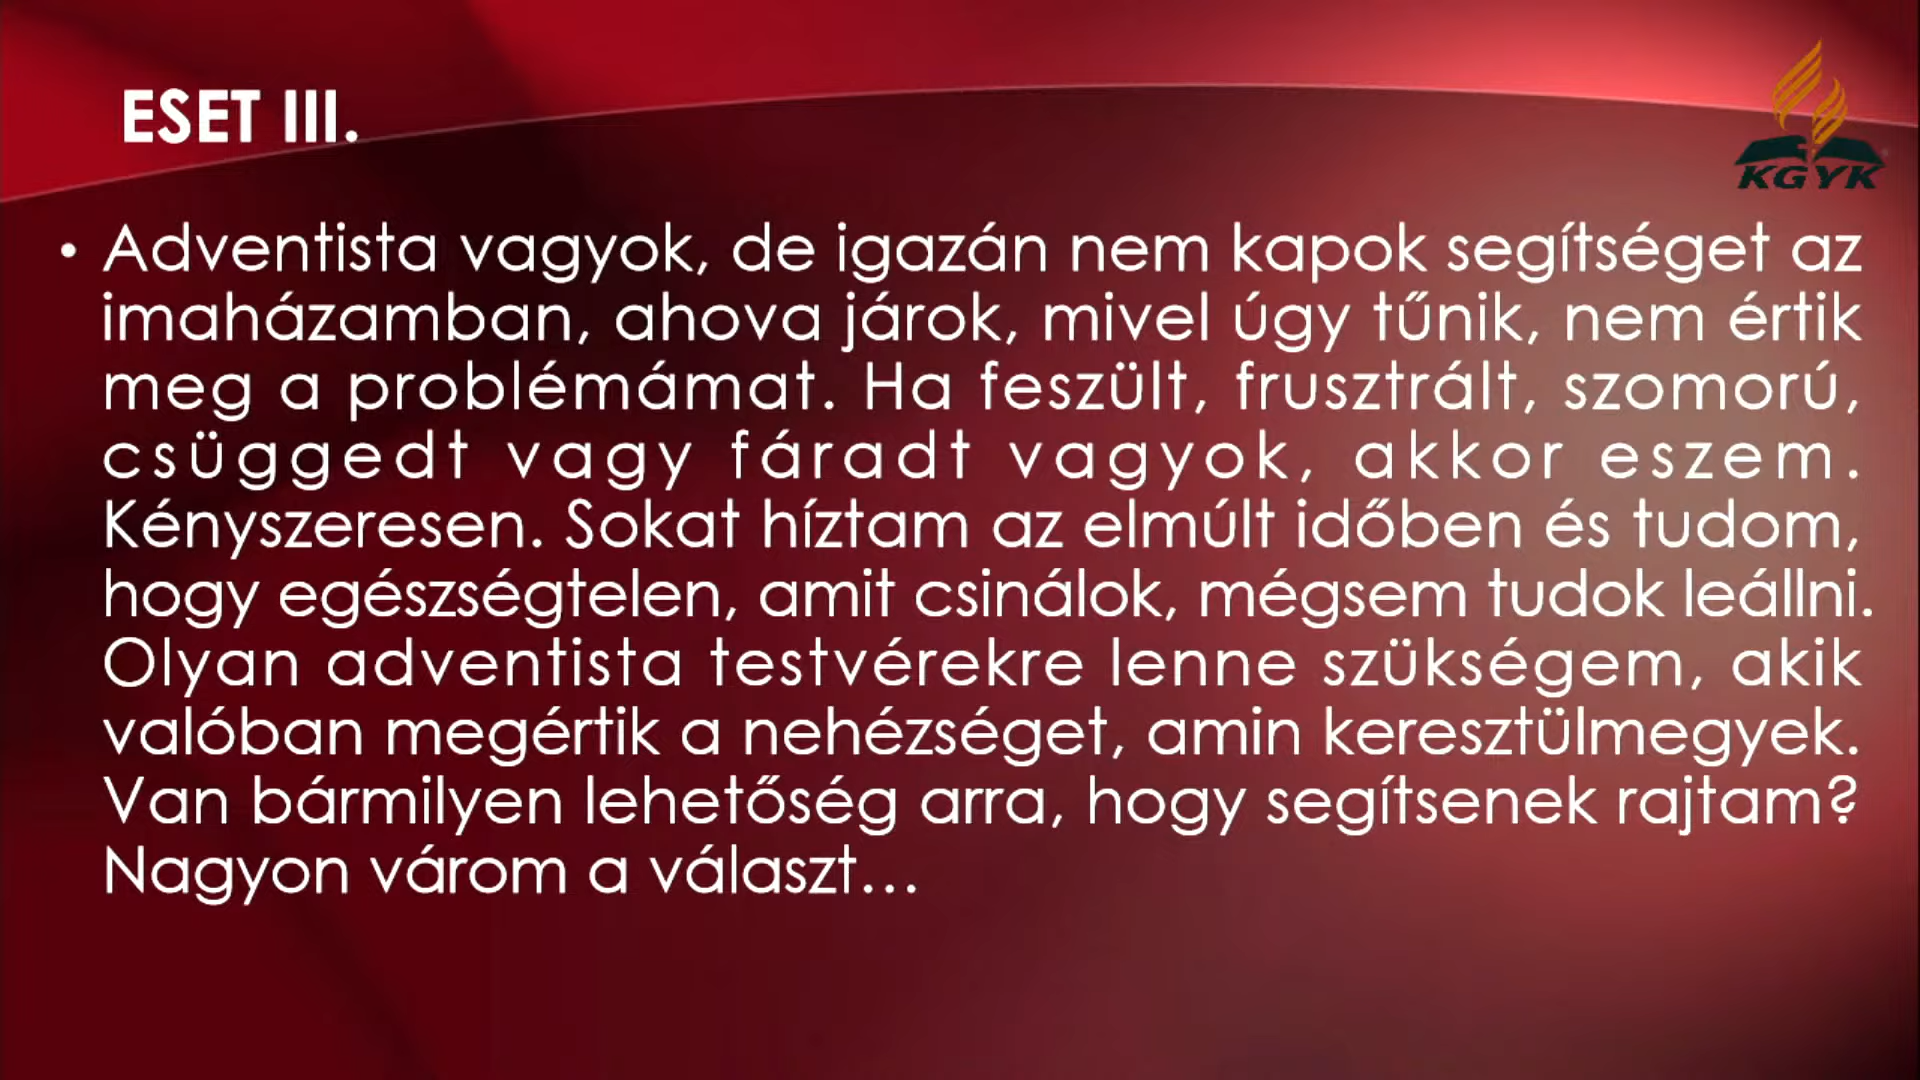 ESET III.
KGYK
• Adventista vagyok, de igazán nem kapok segítséget az
imaházamban, ahova járok, mivel úgy tűnik, nem értik
meg a problémámat. Ha feszült, frusztrált, szomorú,
csüggedt vagy fáradt vagyok, akkor eszem.
Kényszeresen. Sokat híztam az elmúlt időben és tudom,
hogy egészségtelen, amit csinálok, mégsem tudok leállni.
Olyan adventista testvérekre lenne szükségem, akik
valóban megértik a nehézséget, amin keresztülmegyek.
Van bármilyen lehetőség arra, hogy segítsenek rajtam?
Nagyon várom a választ…